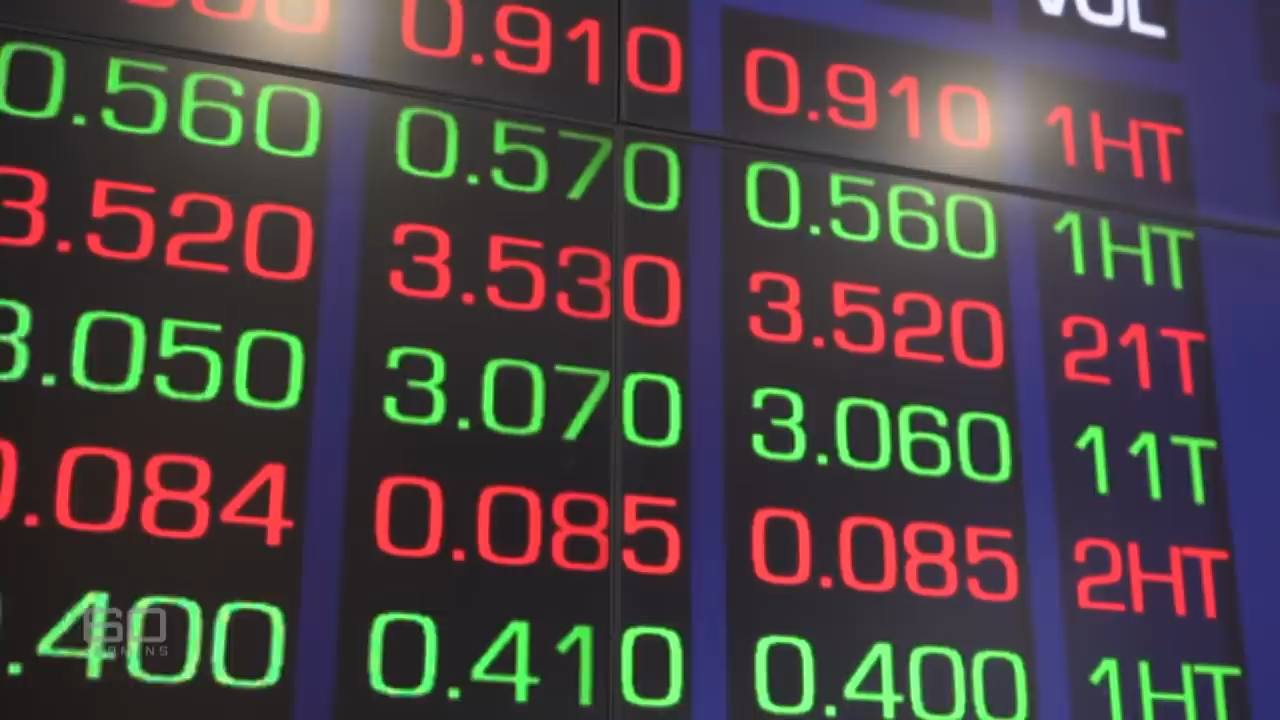 VOL
0.910 0.910 1HT
0.560 0.570 0.560 1HT
3.520 3.530 3.520 21T
3.050 3.070 3.060 11T
0.084 0.085 0.085 2HT
.400 0.410 0.400 1HT
60